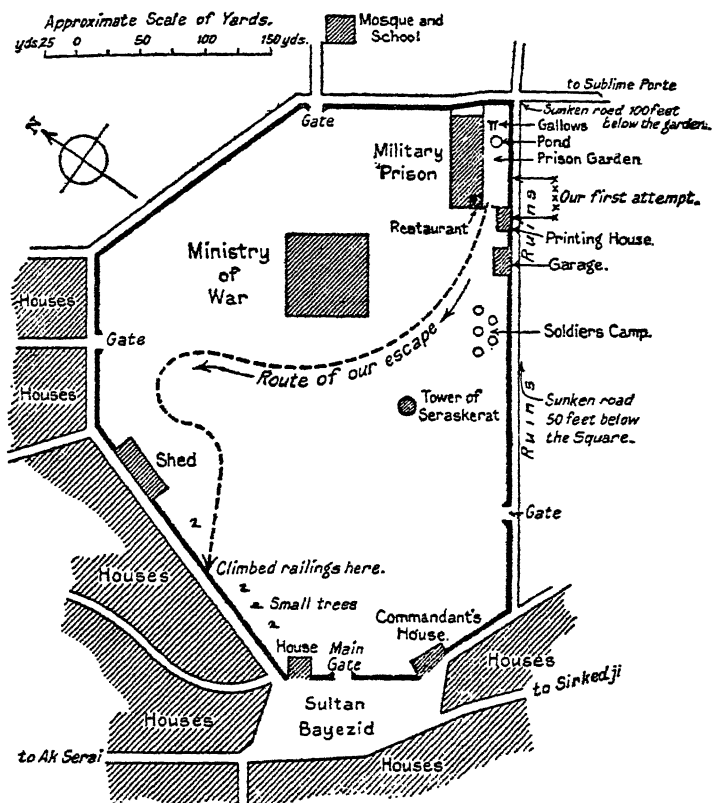 Approximate Scale of Yards.
yds.25 0 50 100 150 yds.
Mosque and
School
to Sublime Porte
Sunken road 100 feet
below the garden.
Gate
Gallows
Pond
Prison Garden
Military
Prison
N
Our first attempt.
Ruins
Restaurant
Printing House.
Garage.
Ministry
of
War
Houses
Gate
Soldiers Camp.
Route of our escape
Houses
Tower of
Seraskerat
Sunken road
50 feet below
the Square.
Ruins
Shed
Gate
Climbed railings here.
Houses
Small trees
Commandant's
House.
House
Main
Gate
Houses
to Sirkedji
Sultan
Bayezid
Houses
to Ak Serai
Houses